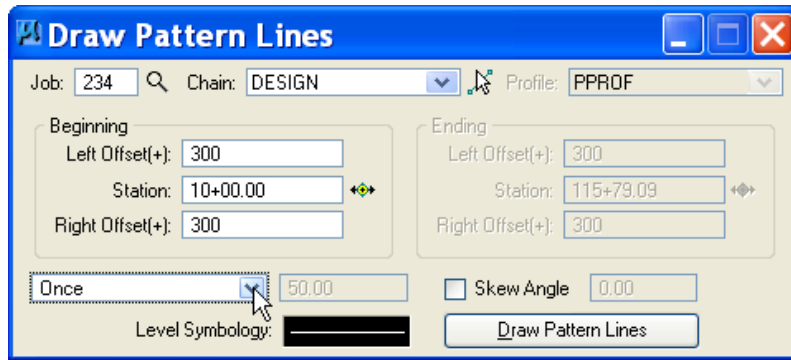 Draw Pattern Lines
Job: 234 Chain: DESIGN Profile: PPROF
Beginning
Left Offset(+): 300
Station: 10+00.00
Right Offset(+): 300
Ending
Left Offset(+): 300
Station: 115+79.09
Right Offset(+): 300
Once 50.00 Skew Angle 0.00
Level Symbology: Draw Pattern Lines